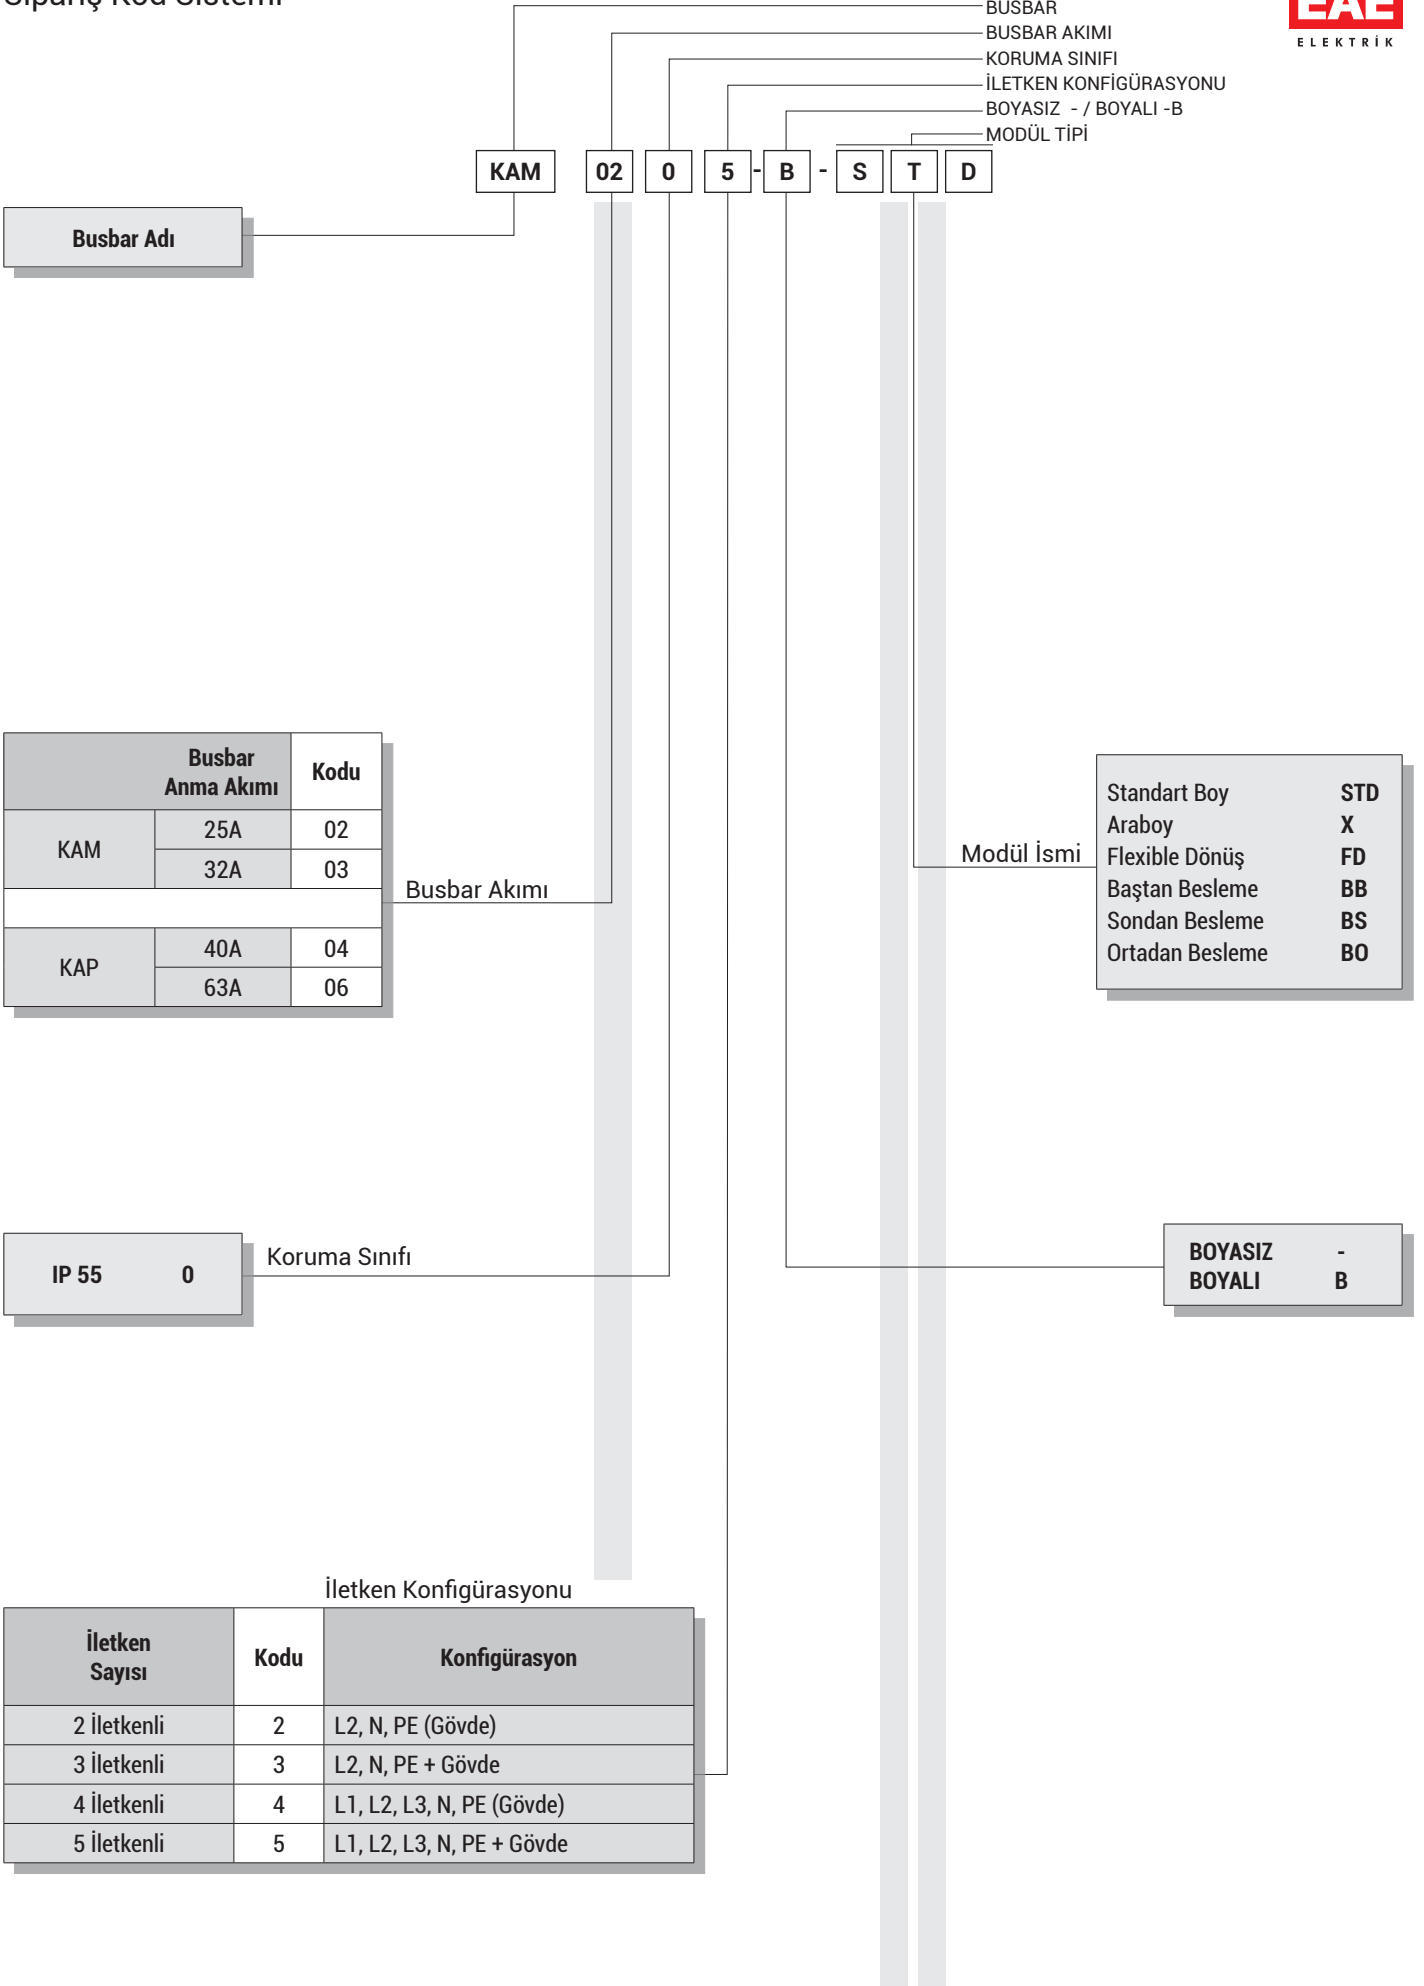 Sipariş Kod Sistemi
EAE
ELEKTRİK
BUSBAR
BUSBAR AKIMI
KORUMA SINIFI
İLETKEN KONFİGÜRASYONU
BOYASIZ - / BOYALI -B
MODÜL TİPİ
KAM 02 0 5 - B - S T D
Busbar Adı
Busbar Anma Akımı Kodu
KAM 25A 02
32A 03
KAP 40A 04
63A 06
Busbar Akımı
Modül İsmi
Standart Boy STD
Araboy X
Flexible Dönüş FD
Baştan Besleme BB
Sondan Besleme BS
Ortadan Besleme BO
IP 55 0
Koruma Sınıfı
BOYASIZ -
BOYALI B
İletken Konfigürasyonu
İletken Sayısı Kodu Konfigürasyon
2 İletkenli 2 L2, N, PE (Gövde)
3 İletkenli 3 L2, N, PE + Gövde
4 İletkenli 4 L1, L2, L3, N, PE (Gövde)
5 İletkenli 5 L1, L2, L3, N, PE + Gövde